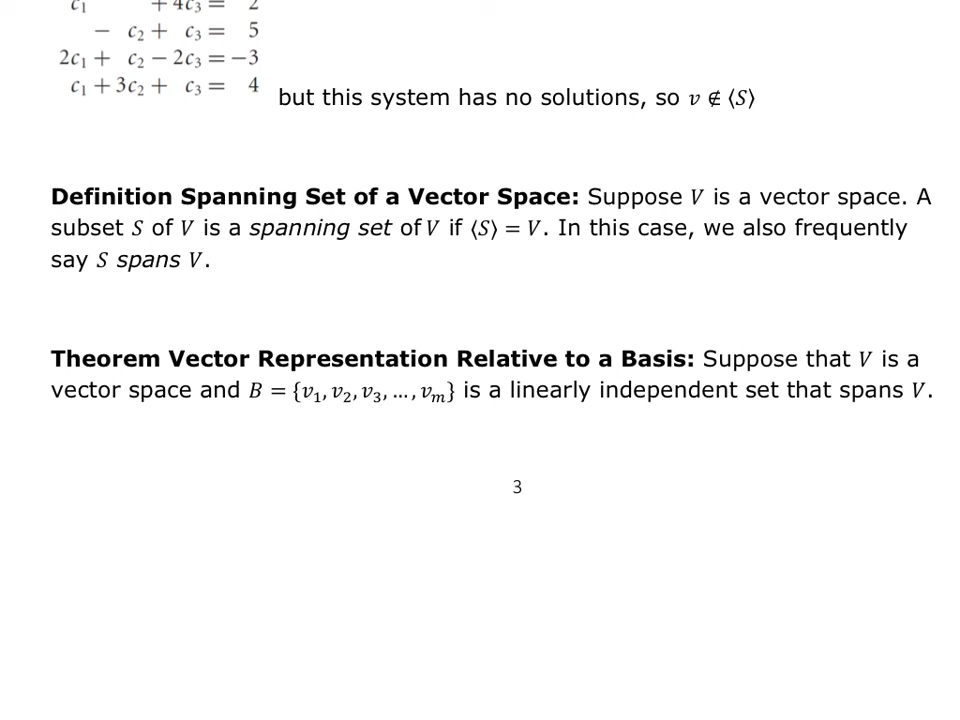 c₁ + 4c₃ = 2
− c₂ + c₃ = 5
2c₁ + c₂ − 2c₃ = −3
c₁ + 3c₂ + c₃ = 4
but this system has no solutions, so 𝑣 ∉ ⟨𝑆⟩
Definition Spanning Set of a Vector Space: Suppose 𝑉 is a vector space. A
subset 𝑆 of 𝑉 is a spanning set of 𝑉 if ⟨𝑆⟩ = 𝑉. In this case, we also frequently
say 𝑆 spans 𝑉.
Theorem Vector Representation Relative to a Basis: Suppose that 𝑉 is a
vector space and 𝐵 = {𝑣₁, 𝑣₂, 𝑣₃, … , 𝑣ₘ} is a linearly independent set that spans 𝑉.
3